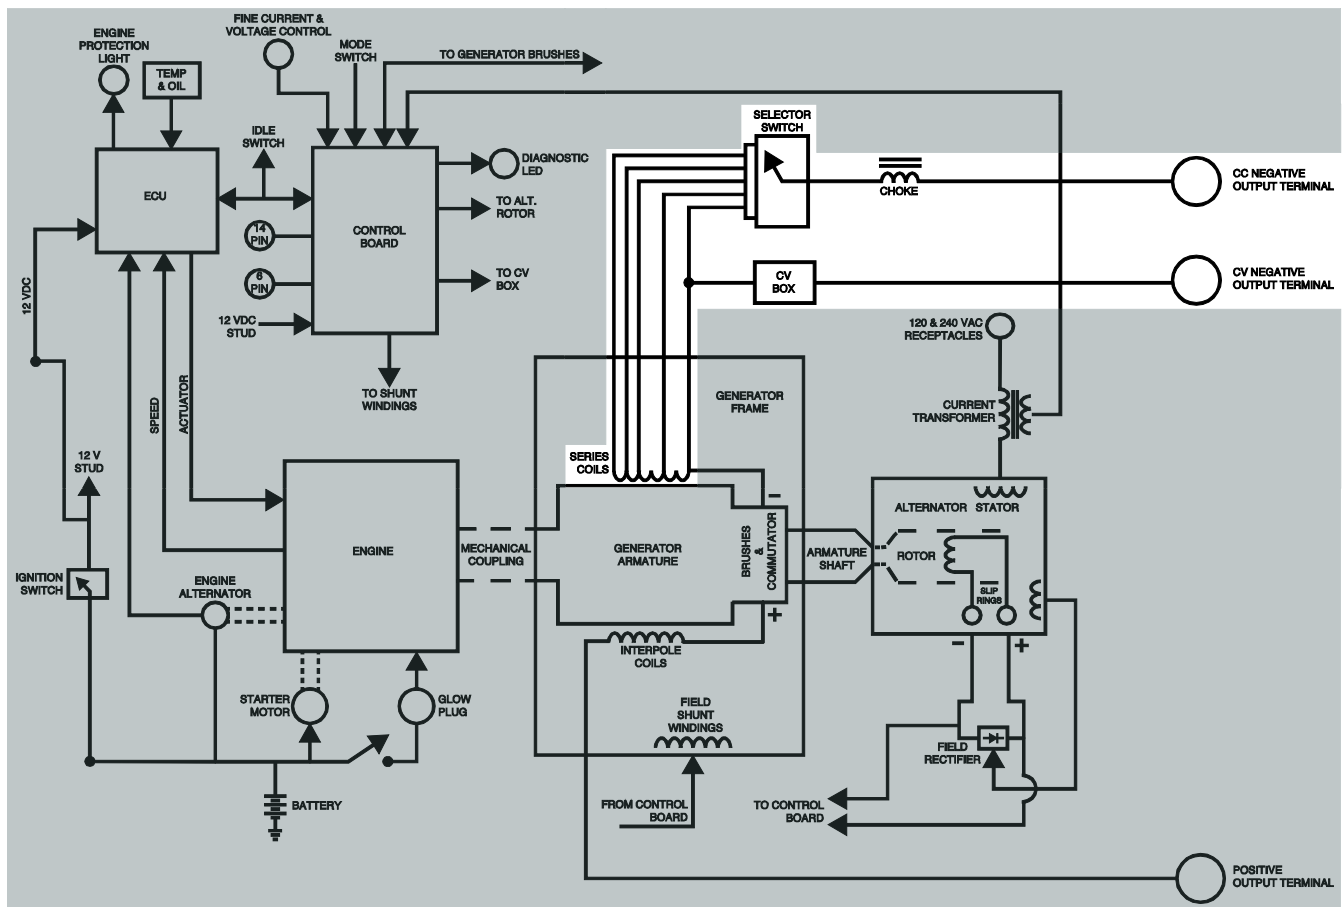 FINE CURRENT &
VOLTAGE CONTROL
ENGINE
PROTECTION
LIGHT
MODE
SWITCH
TO GENERATOR BRUSHES
TEMP
& OIL
SELECTOR
SWITCH
IDLE
SWITCH
DIAGNOSTIC
LED
CC NEGATIVE
OUTPUT TERMINAL
CHOKE
ECU
TO ALT.
ROTOR
CONTROL
BOARD
14
PIN
6
PIN
TO CV
BOX
CV
BOX
CV NEGATIVE
OUTPUT TERMINAL
12 VDC
12 VDC
STUD
120 & 240 VAC
RECEPTACLES
TO SHUNT
WINDINGS
SPEED
ACTUATOR
GENERATOR
FRAME
CURRENT
TRANSFORMER
12 V
STUD
SERIES
COILS
ALTERNATOR STATOR
ENGINE
MECHANICAL
COUPLING
GENERATOR
ARMATURE
–
BRUSHES
&
COMMUTATOR
+
ARMATURE
SHAFT
ROTOR
SLIP
RINGS
– +
IGNITION
SWITCH
ENGINE
ALTERNATOR
INTERPOLE
COILS
STARTER
MOTOR
GLOW
PLUG
FIELD
SHUNT
WINDINGS
FIELD
RECTIFIER
BATTERY
FROM CONTROL
BOARD
TO CONTROL
BOARD
POSITIVE
OUTPUT TERMINAL